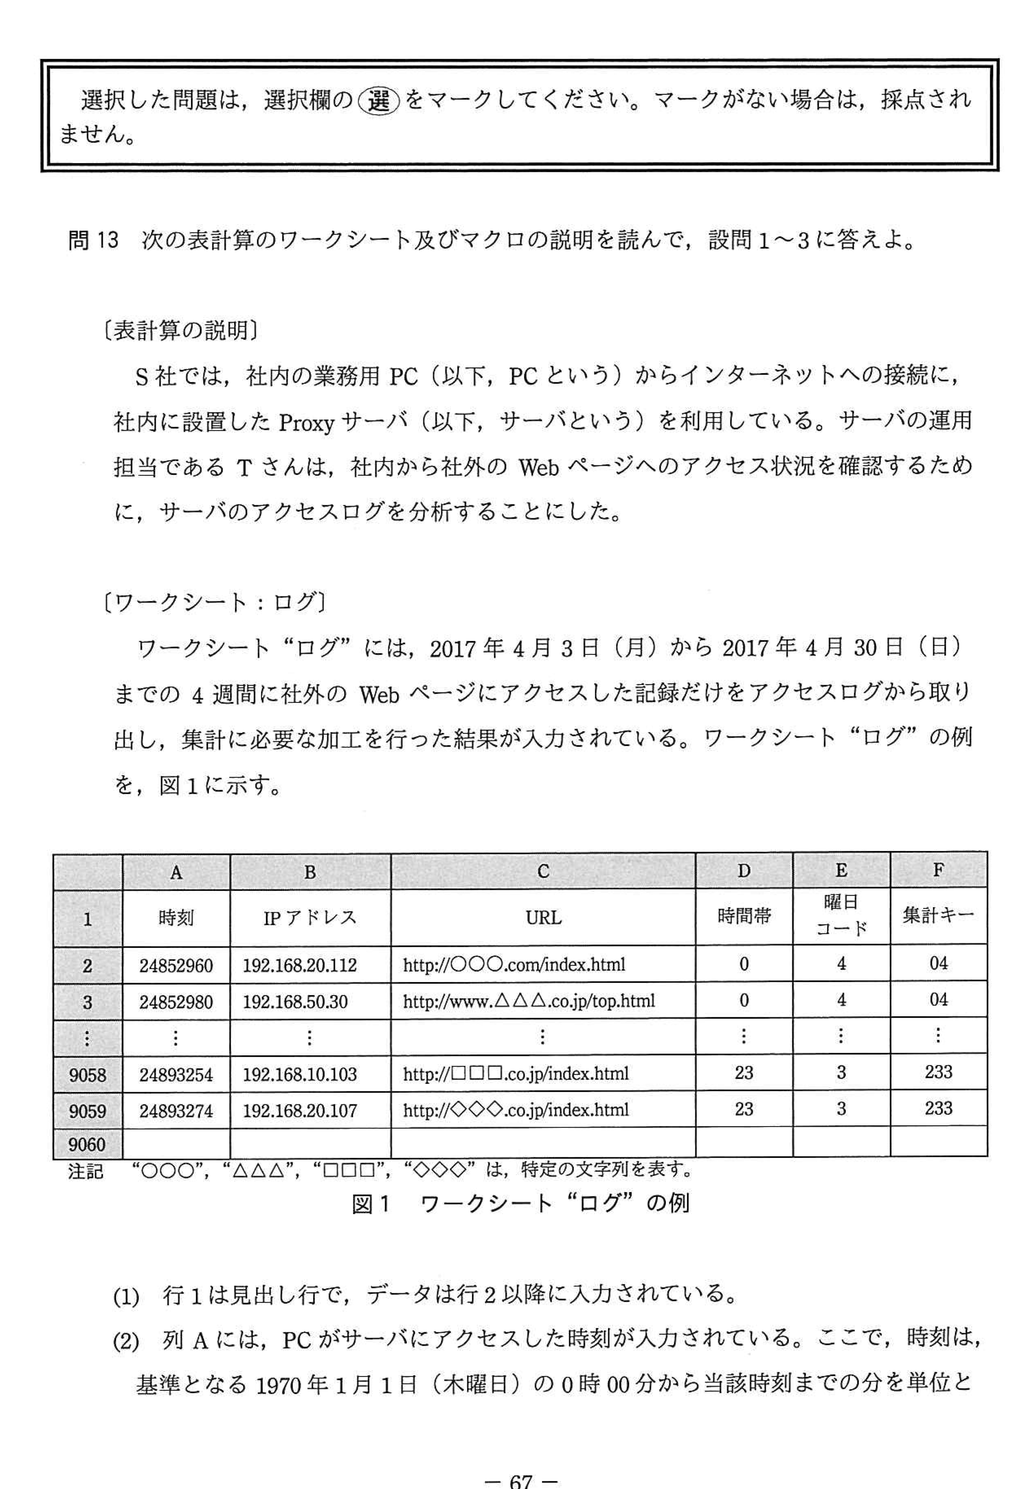 選択した問題は，選択欄の㊟をマークしてください。マークがない場合は，採点され
ません。
問 13　次の表計算のワークシート及びマクロの説明を読んで，設問 1～3 に答えよ。
〔表計算の説明〕
S 社では，社内の業務用 PC（以下，PC という）からインターネットへの接続に，
社内に設置した Proxy サーバ（以下，サーバという）を利用している。サーバの運用
担当である T さんは，社内から社外の Web ページへのアクセス状況を確認するため
に，サーバのアクセスログを分析することにした。
〔ワークシート：ログ〕
ワークシート“ログ”には，2017 年 4 月 3 日（月）から 2017 年 4 月 30 日（日）
までの 4 週間に社外の Web ページにアクセスした記録だけをアクセスログから取り
出し，集計に必要な加工を行った結果が入力されている。ワークシート“ログ”の例
を，図 1 に示す。
A B C D E F
1 時刻 IP アドレス URL 時間帯 曜日 集計キー
コード
2 24852960 192.168.20.112 http://○○○.com/index.html 0 4 04
3 24852980 192.168.50.30 http://www.△△△.co.jp/top.html 0 4 04
⋮ ⋮ ⋮ ⋮ ⋮ ⋮ ⋮
9058 24893254 192.168.10.103 http://□□□.co.jp/index.html 23 3 233
9059 24893274 192.168.20.107 http://◇◇◇.co.jp/index.html 23 3 233
9060
注記　“○○○”，“△△△”，“□□□”，“◇◇◇”は，特定の文字列を表す。
図 1　ワークシート“ログ”の例
(1)　行 1 は見出し行で，データは行 2 以降に入力されている。
(2)　列 A には，PC がサーバにアクセスした時刻が入力されている。ここで，時刻は，
基準となる 1970 年 1 月 1 日（木曜日）の 0 時 00 分から当該時刻までの分を単位と
－ 67 －